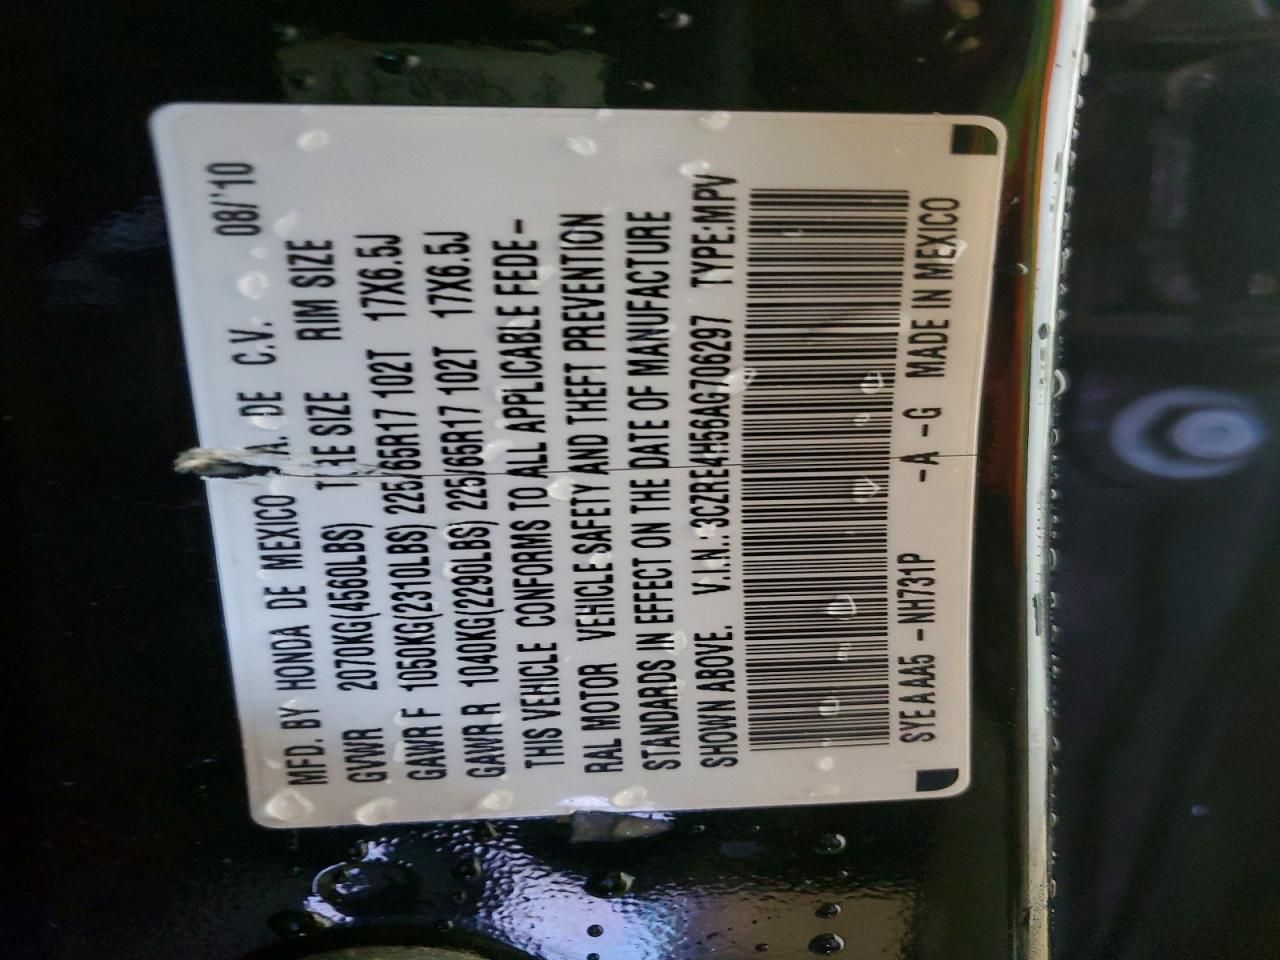 MFD. BY HONDA DE MEXICO A. DE C.V. 08/'10
GVWR 2070KG(4560LBS) TIRE SIZE RIM SIZE
GAWR F 1050KG(2310LBS) 225/65R17 102T 17X6.5J
GAWR R 1040KG(2290LBS) 225/65R17 102T 17X6.5J
THIS VEHICLE CONFORMS TO ALL APPLICABLE FEDE-
RAL MOTOR VEHICLE SAFETY AND THEFT PREVENTION
STANDARDS IN EFFECT ON THE DATE OF MANUFACTURE
SHOWN ABOVE. V.I.N.:3CZRE4H56AG706297 TYPE:MPV
SYEAAA5 -NH731P -A -G MADE IN MEXICO